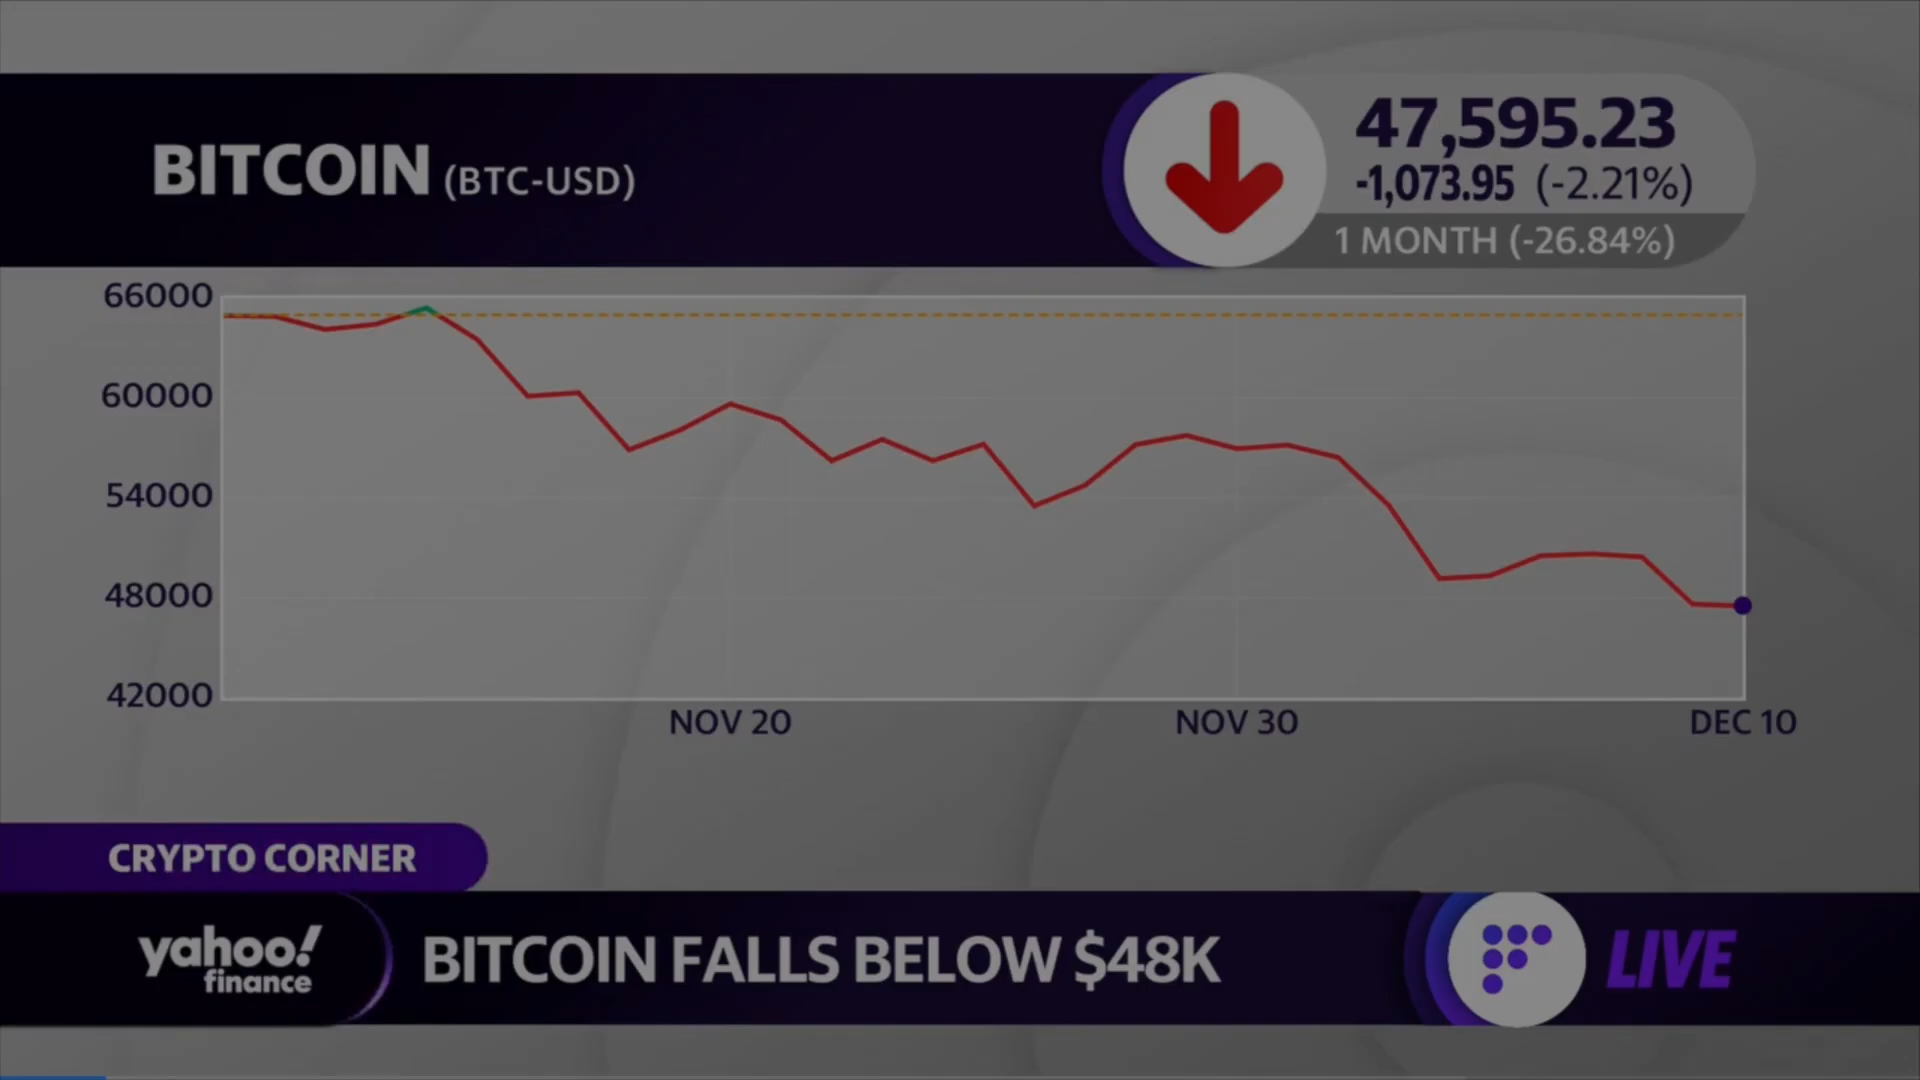 BITCOIN (BTC-USD)
47,595.23
-1,073.95 (-2.21%)
1 MONTH (-26.84%)
66000
60000
54000
48000
42000
NOV 20 NOV 30 DEC 10
CRYPTO CORNER
yahoo!
finance
BITCOIN FALLS BELOW $48K
LIVE